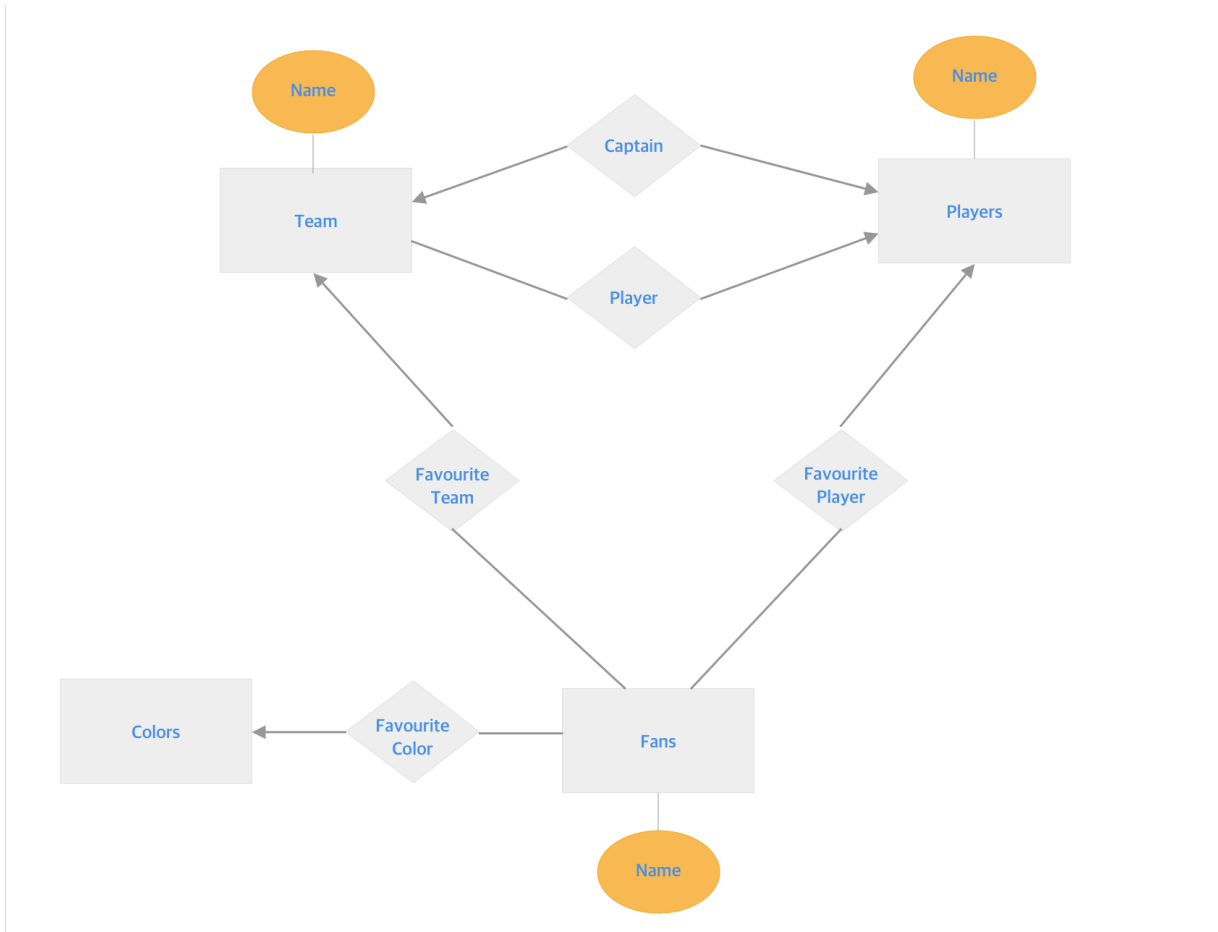 Name
Name
Captain
Team
Players
Player
Favourite
Team
Favourite
Player
Colors
Favourite
Color
Fans
Name